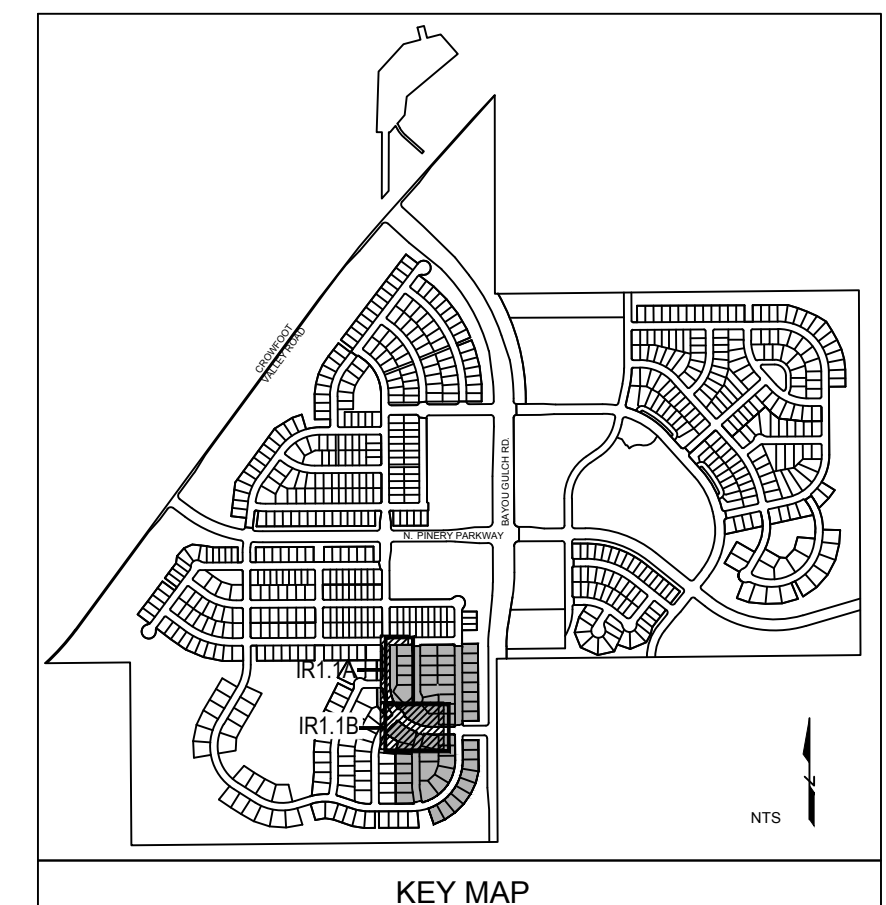 CROWFOOT
VALLEY ROAD
BAYOU GULCH RD.
N. PINERY PARKWAY
IR1.1A
IR1.1B
N
NTS
KEY MAP